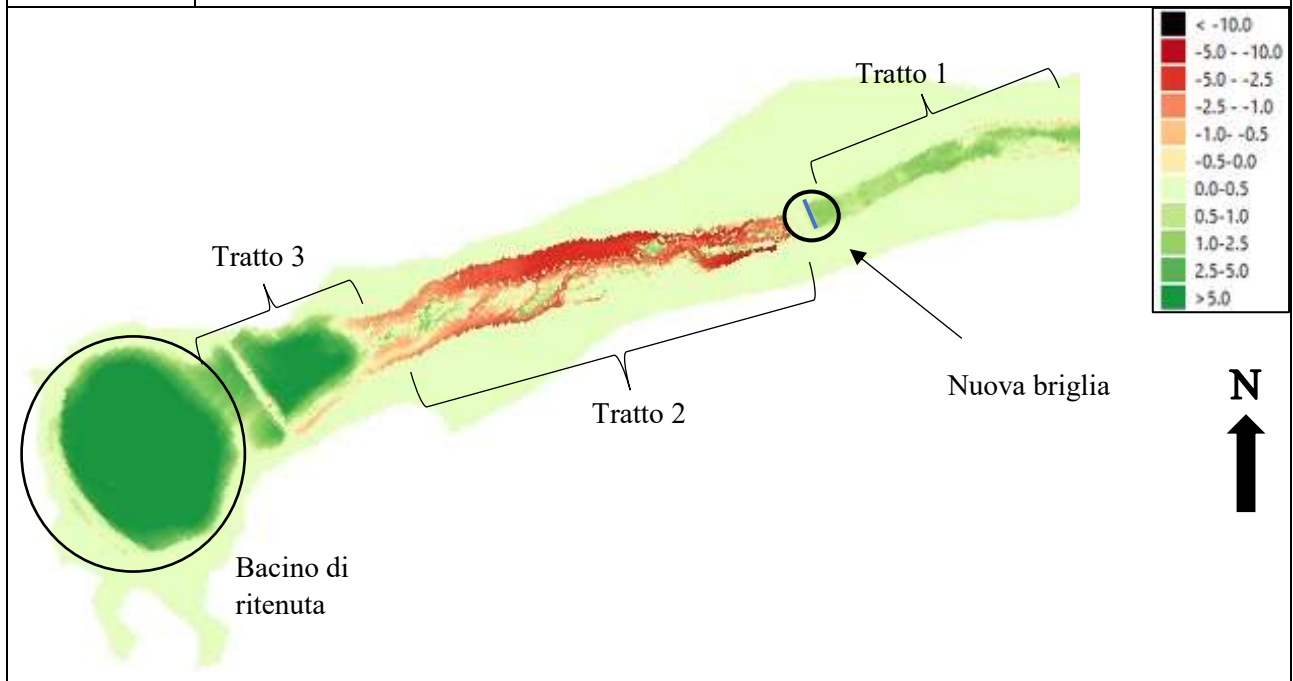 < -10.0
-5.0 - -10.0
-5.0 - -2.5
-2.5 - -1.0
-1.0- -0.5
-0.5-0.0
0.0-0.5
0.5-1.0
1.0-2.5
2.5-5.0
>5.0
Tratto 1
Tratto 3
Tratto 2
Nuova briglia
N
Bacino di
ritenuta